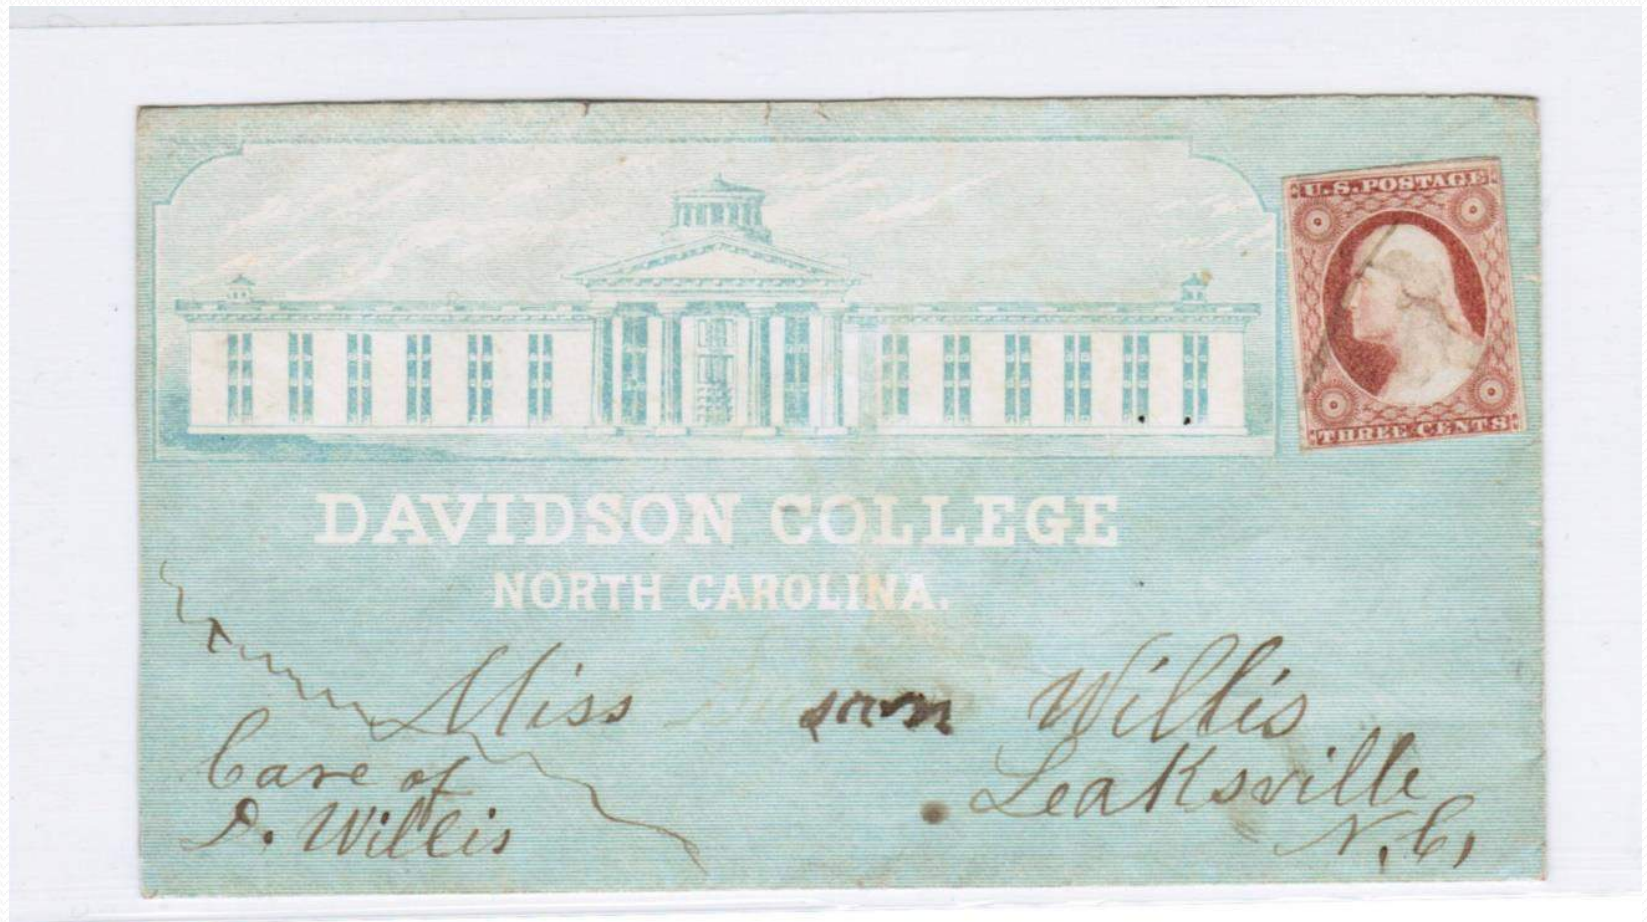 U.S. POSTAGE
THREE CENTS
DAVIDSON COLLEGE
NORTH CAROLINA.
Miss Willis
Care of
D. Willis
Leaksville
N.C.